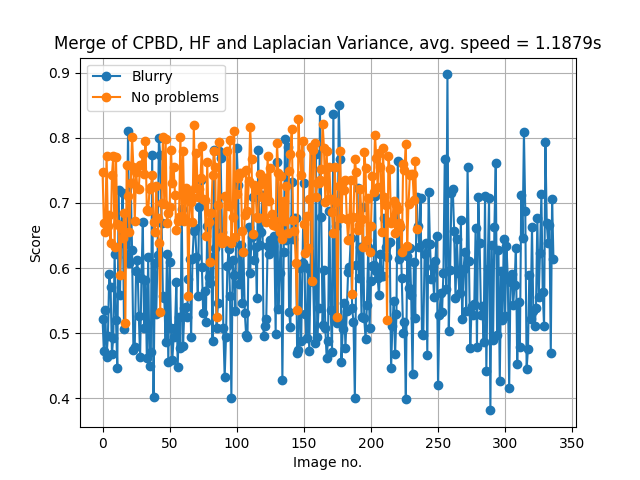 Merge of CPBD, HF and Laplacian Variance, avg. speed = 1.1879s
Blurry
No problems
Score
0.9
0.8
0.7
0.6
0.5
0.4
0
50
100
150
200
250
300
350
Image no.